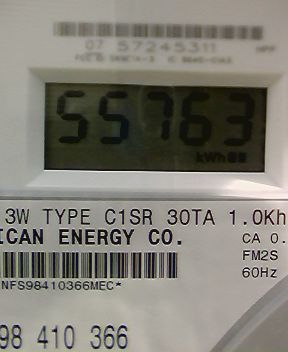 07 57245311
55763
kWh
3W TYPE C1SR 30TA 1.0Kh
ICAN ENERGY CO.
CA 0.
FM2S
60Hz
NFS98410366MEC*
98 410 366